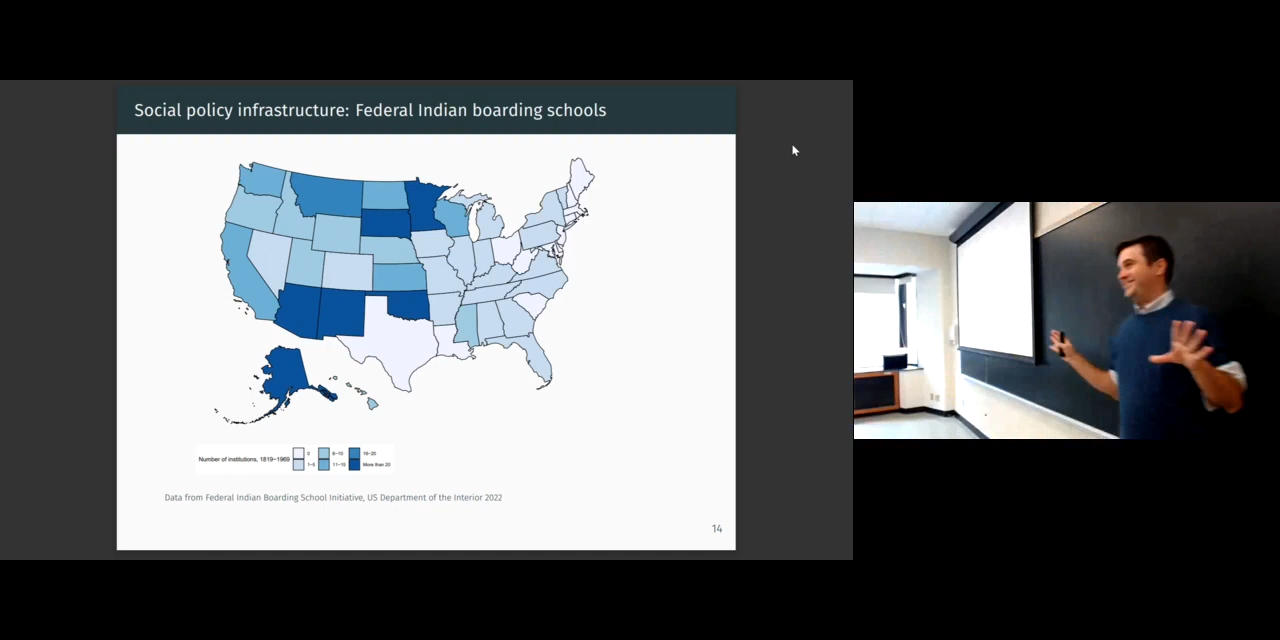 Social policy infrastructure: Federal Indian boarding schools
Number of institutions, 1819–1969
0
1–5
6–10
11–15
16–20
More than 20
Data from Federal Indian Boarding School Initiative, US Department of the Interior 2022
14